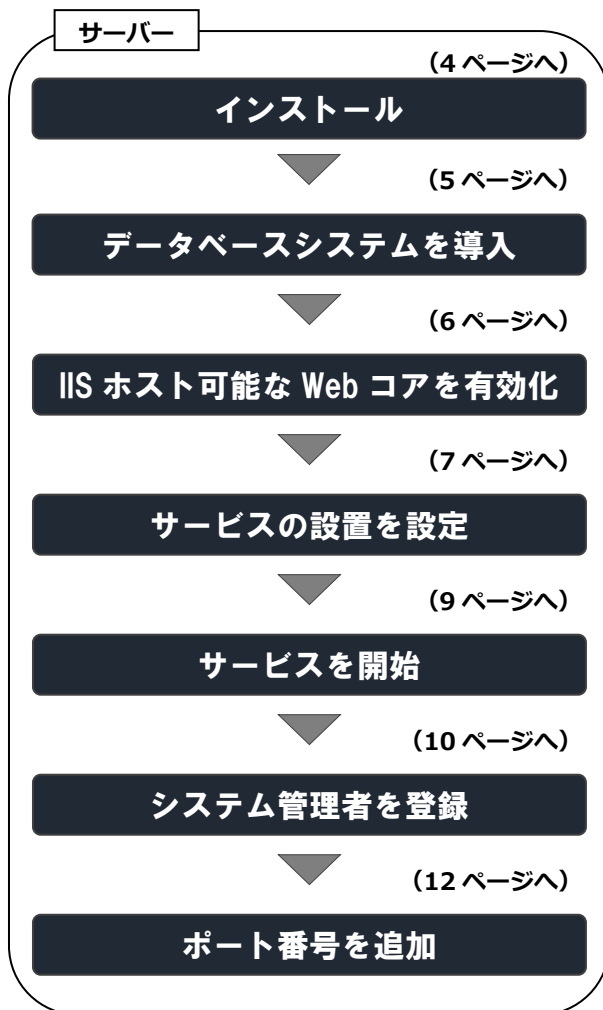 サーバー
（4 ページへ）
インストール
（5 ページへ）
データベースシステムを導入
（6 ページへ）
IIS ホスト可能な Web コアを有効化
（7 ページへ）
サービスの設置を設定
（9 ページへ）
サービスを開始
（10 ページへ）
システム管理者を登録
（12 ページへ）
ポート番号を追加